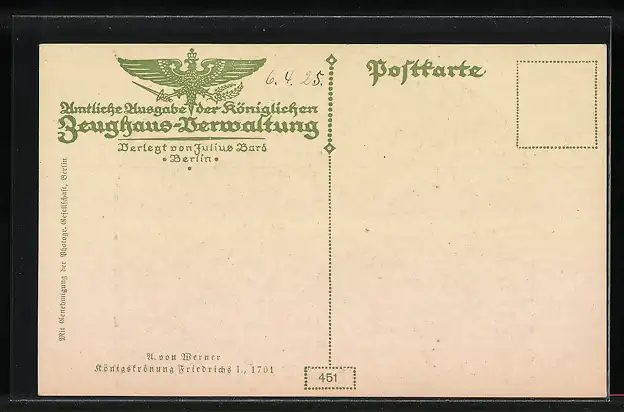 6.4.25.
Amtliche Ausgabe der Königlichen
Zeughaus-Verwaltung
Verlegt von Julius Bard
Berlin
Postkarte
Mit Genehmigung der Photogr. Gesellschaft, Berlin
A. von Werner
Königskrönung Friedrichs I., 1701
451